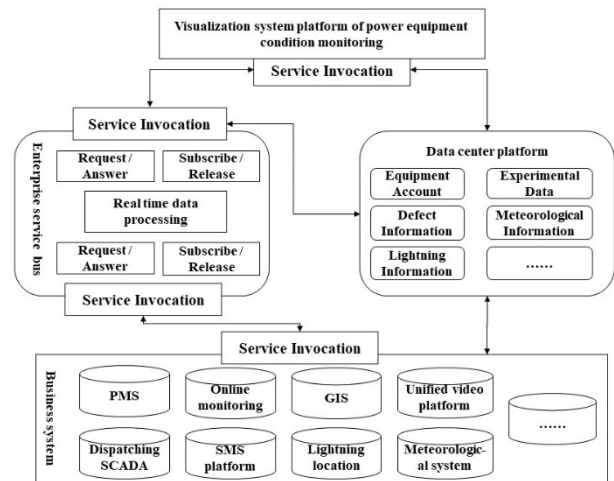 Visualization system platform of power equipment
condition monitoring
Service Invocation
Service Invocation
Enterprise service bus
Request /
Answer
Subscribe /
Release
Real time data
processing
Request /
Answer
Subscribe /
Release
Service Invocation
Data center platform
Equipment
Account
Experimental
Data
Defect
Information
Meteorological
Information
Lightning
Information
......
Service Invocation
Business system
PMS
Online
monitoring
GIS
Unified video
platform
......
Dispatching
SCADA
SMS
platform
Lightning
location
Meteorologic-
al system